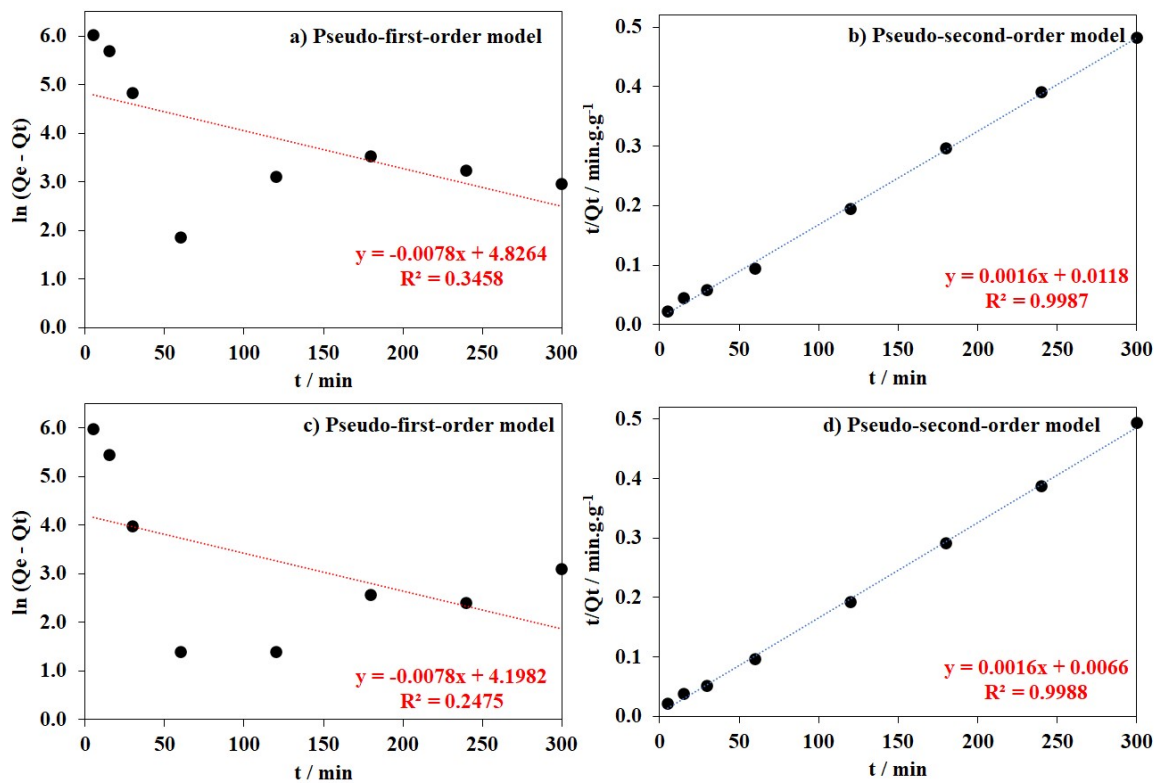 a) Pseudo-first-order model
ln (Qe - Qt)
6.0
5.0
4.0
3.0
2.0
1.0
0.0
y = -0.0078x + 4.8264
R² = 0.3458
0 50 100 150 200 250 300
t / min
b) Pseudo-second-order model
t/Qt / min.g.g⁻¹
0.5
0.4
0.3
0.2
0.1
0.0
y = 0.0016x + 0.0118
R² = 0.9987
0 50 100 150 200 250 300
t / min
c) Pseudo-first-order model
ln (Qe - Qt)
6.0
5.0
4.0
3.0
2.0
1.0
0.0
y = -0.0078x + 4.1982
R² = 0.2475
0 50 100 150 200 250 300
t / min
d) Pseudo-second-order model
t/Qt / min.g.g⁻¹
0.5
0.4
0.3
0.2
0.1
0.0
y = 0.0016x + 0.0066
R² = 0.9988
0 50 100 150 200 250 300
t / min